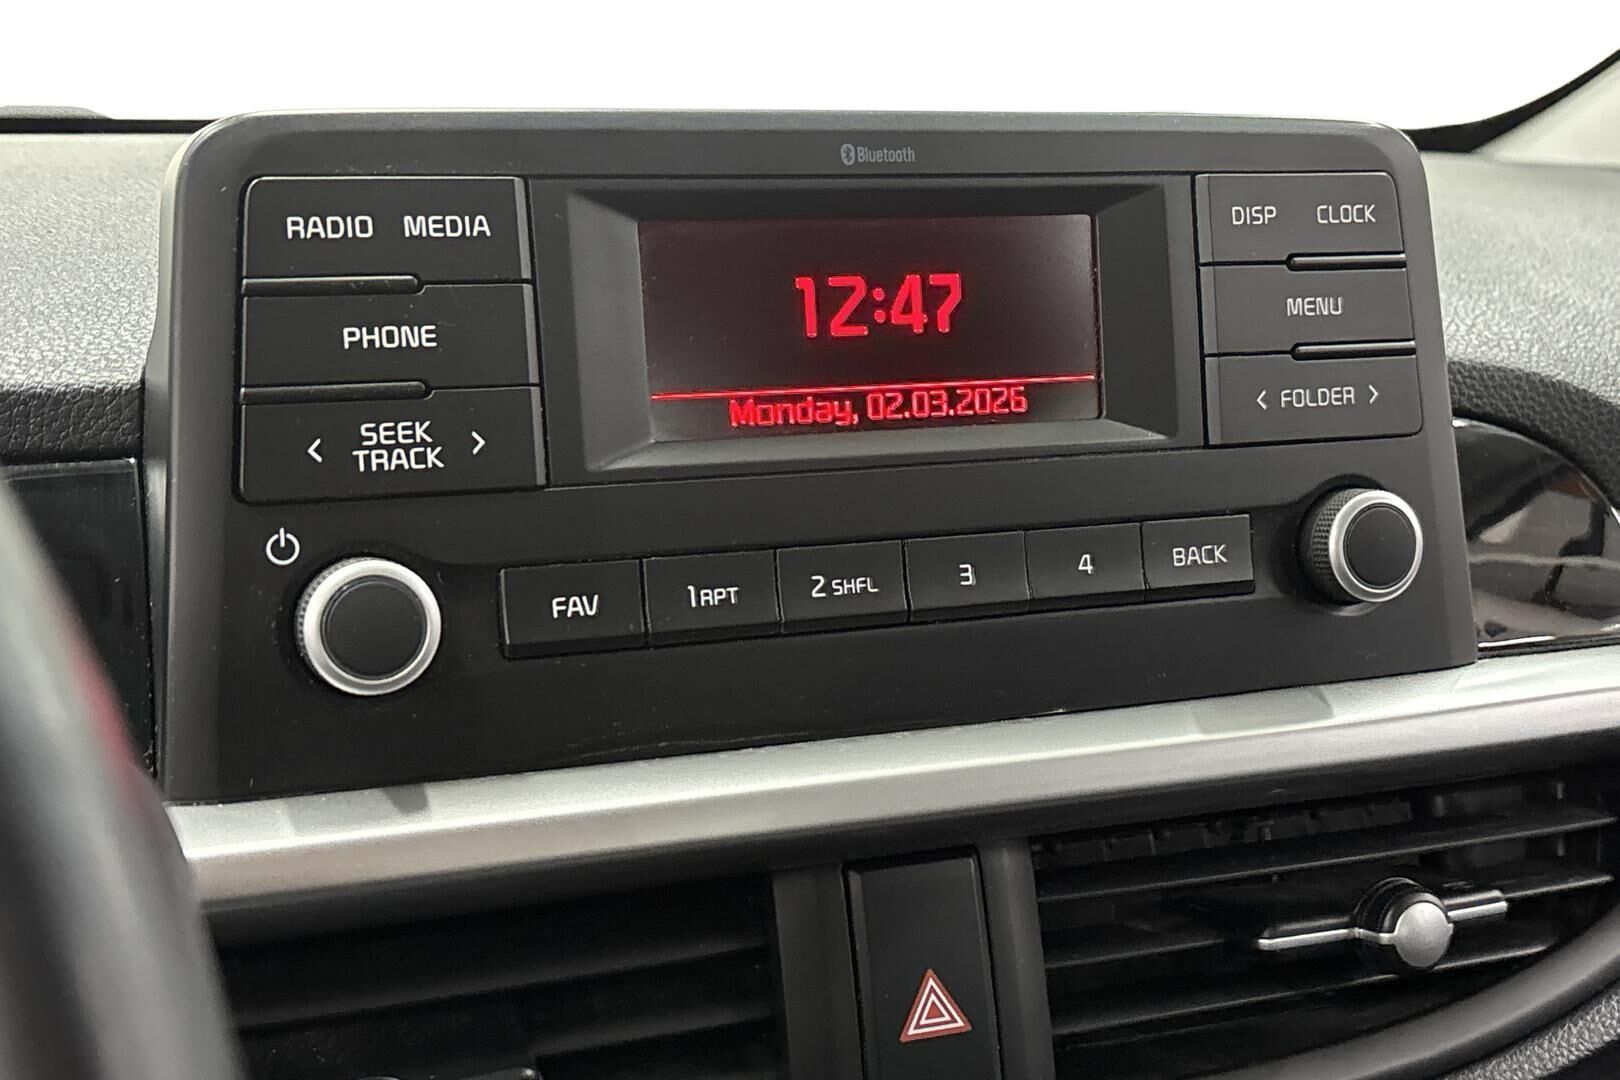 Bluetooth
RADIO MEDIA
PHONE
< SEEK TRACK >
12:47
Monday, 02.03.2026
DISP CLOCK
MENU
< FOLDER >
FAV 1 RPT 2 SHFL 3 4 BACK